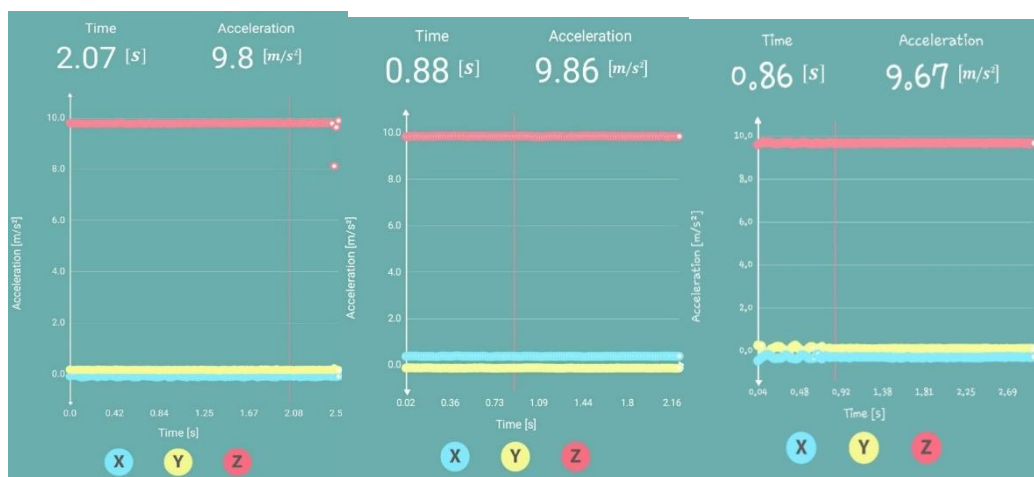 Time Acceleration
2.07 [s] 9.8 [m/s²]
10.0
8.0
6.0
4.0
2.0
0.0
Acceleration [m/s²]
0.0 0.42 0.84 1.25 1.67 2.08 2.5
Time [s]
X Y Z
Time Acceleration
0.88 [s] 9.86 [m/s²]
10.0
8.0
6.0
4.0
2.0
0.0
Acceleration [m/s²]
0.02 0.36 0.73 1.09 1.44 1.8 2.16
Time [s]
X Y Z
Time Acceleration
0.86 [s] 9.67 [m/s²]
10.0
8.0
6.0
4.0
2.0
0.0
Acceleration [m/s²]
0.04 0.48 0.92 1.38 1.81 2.25 2.69
Time [s]
X Y Z